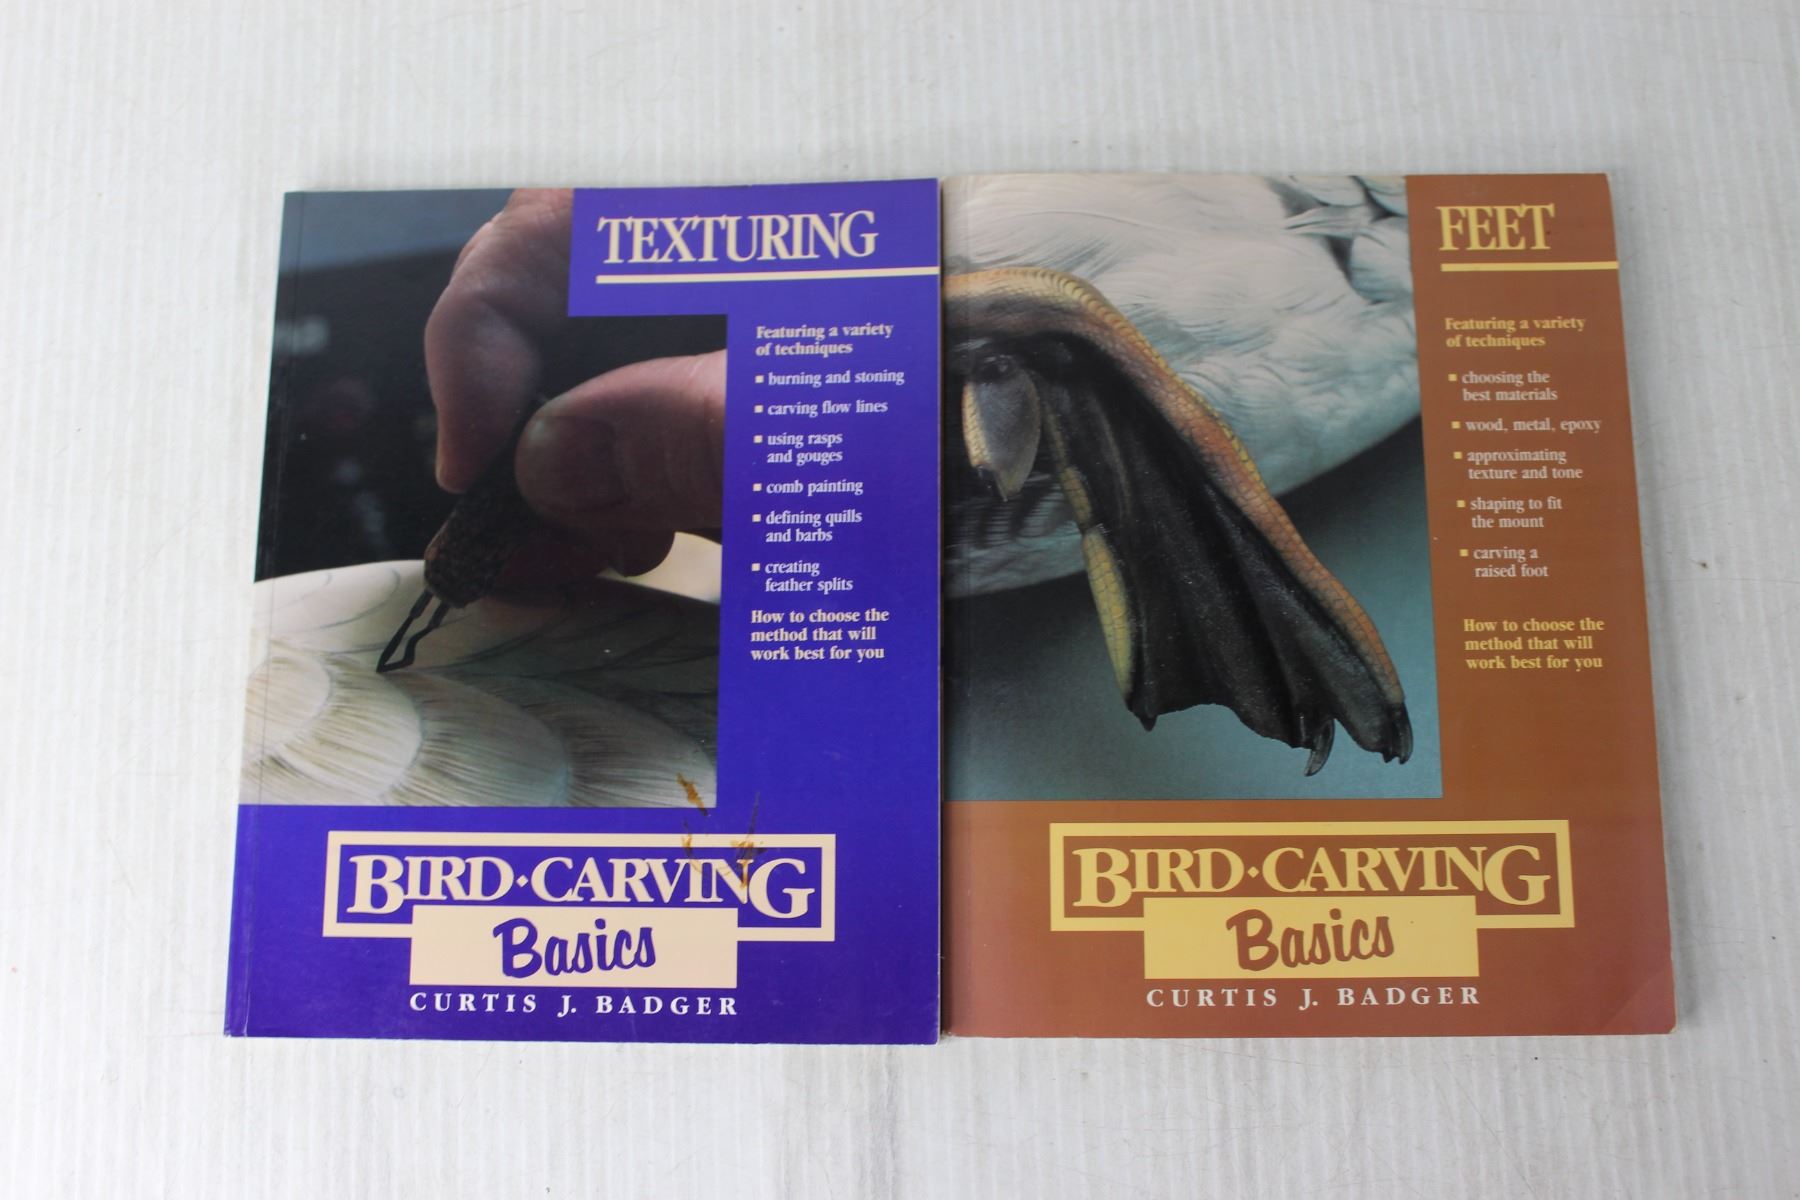 TEXTURING
Featuring a variety
of techniques
▪ burning and stoning
▪ carving flow lines
▪ using rasps
and gouges
▪ comb painting
▪ defining quills
and barbs
▪ creating
feather splits
How to choose the
method that will
work best for you
BIRD•CARVING
Basics
CURTIS J. BADGER
FEET
Featuring a variety
of techniques
▪ choosing the
best materials
▪ wood, metal, epoxy
▪ approximating
texture and tone
▪ shaping to fit
the mount
▪ carving a
raised foot
How to choose the
method that will
work best for you
BIRD•CARVING
Basics
CURTIS J. BADGER